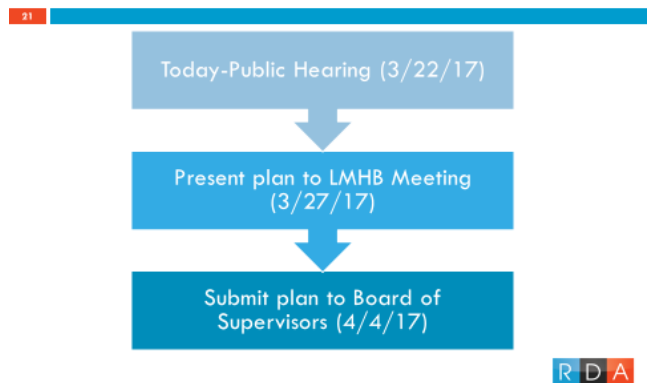 21
Today-Public Hearing (3/22/17)
Present plan to LMHB Meeting
(3/27/17)
Submit plan to Board of
Supervisors (4/4/17)
R D A